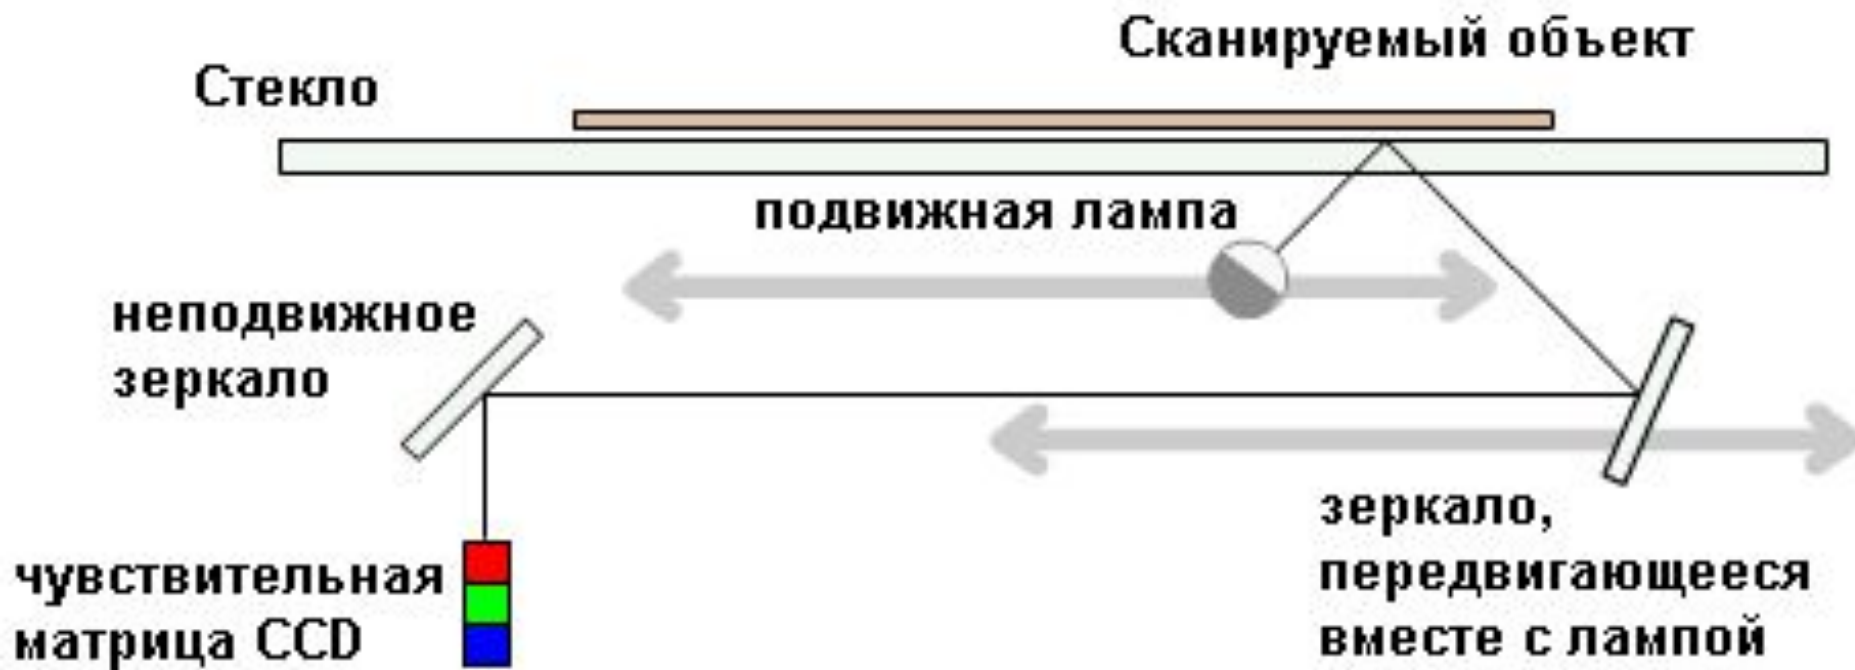 Сканируемый объект
Стекло
подвижная лампа
неподвижное
зеркало
зеркало,
передвигающееся
вместе с лампой
чувствительная
матрица CCD